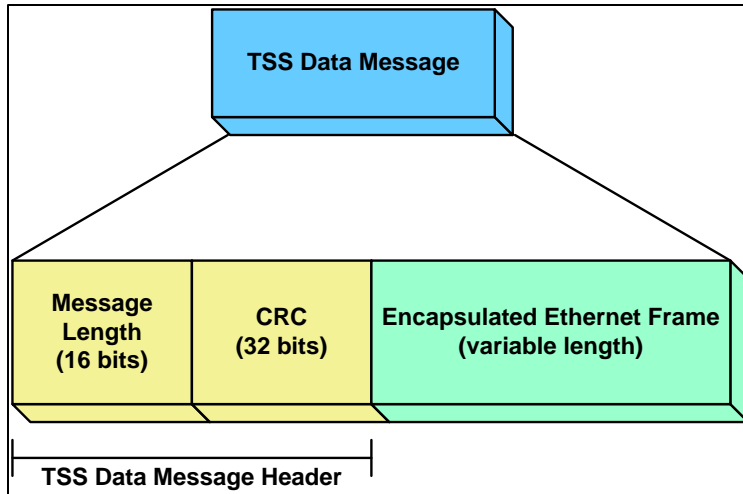 TSS Data Message
Message
Length
(16 bits)
CRC
(32 bits)
Encapsulated Ethernet Frame
(variable length)
TSS Data Message Header